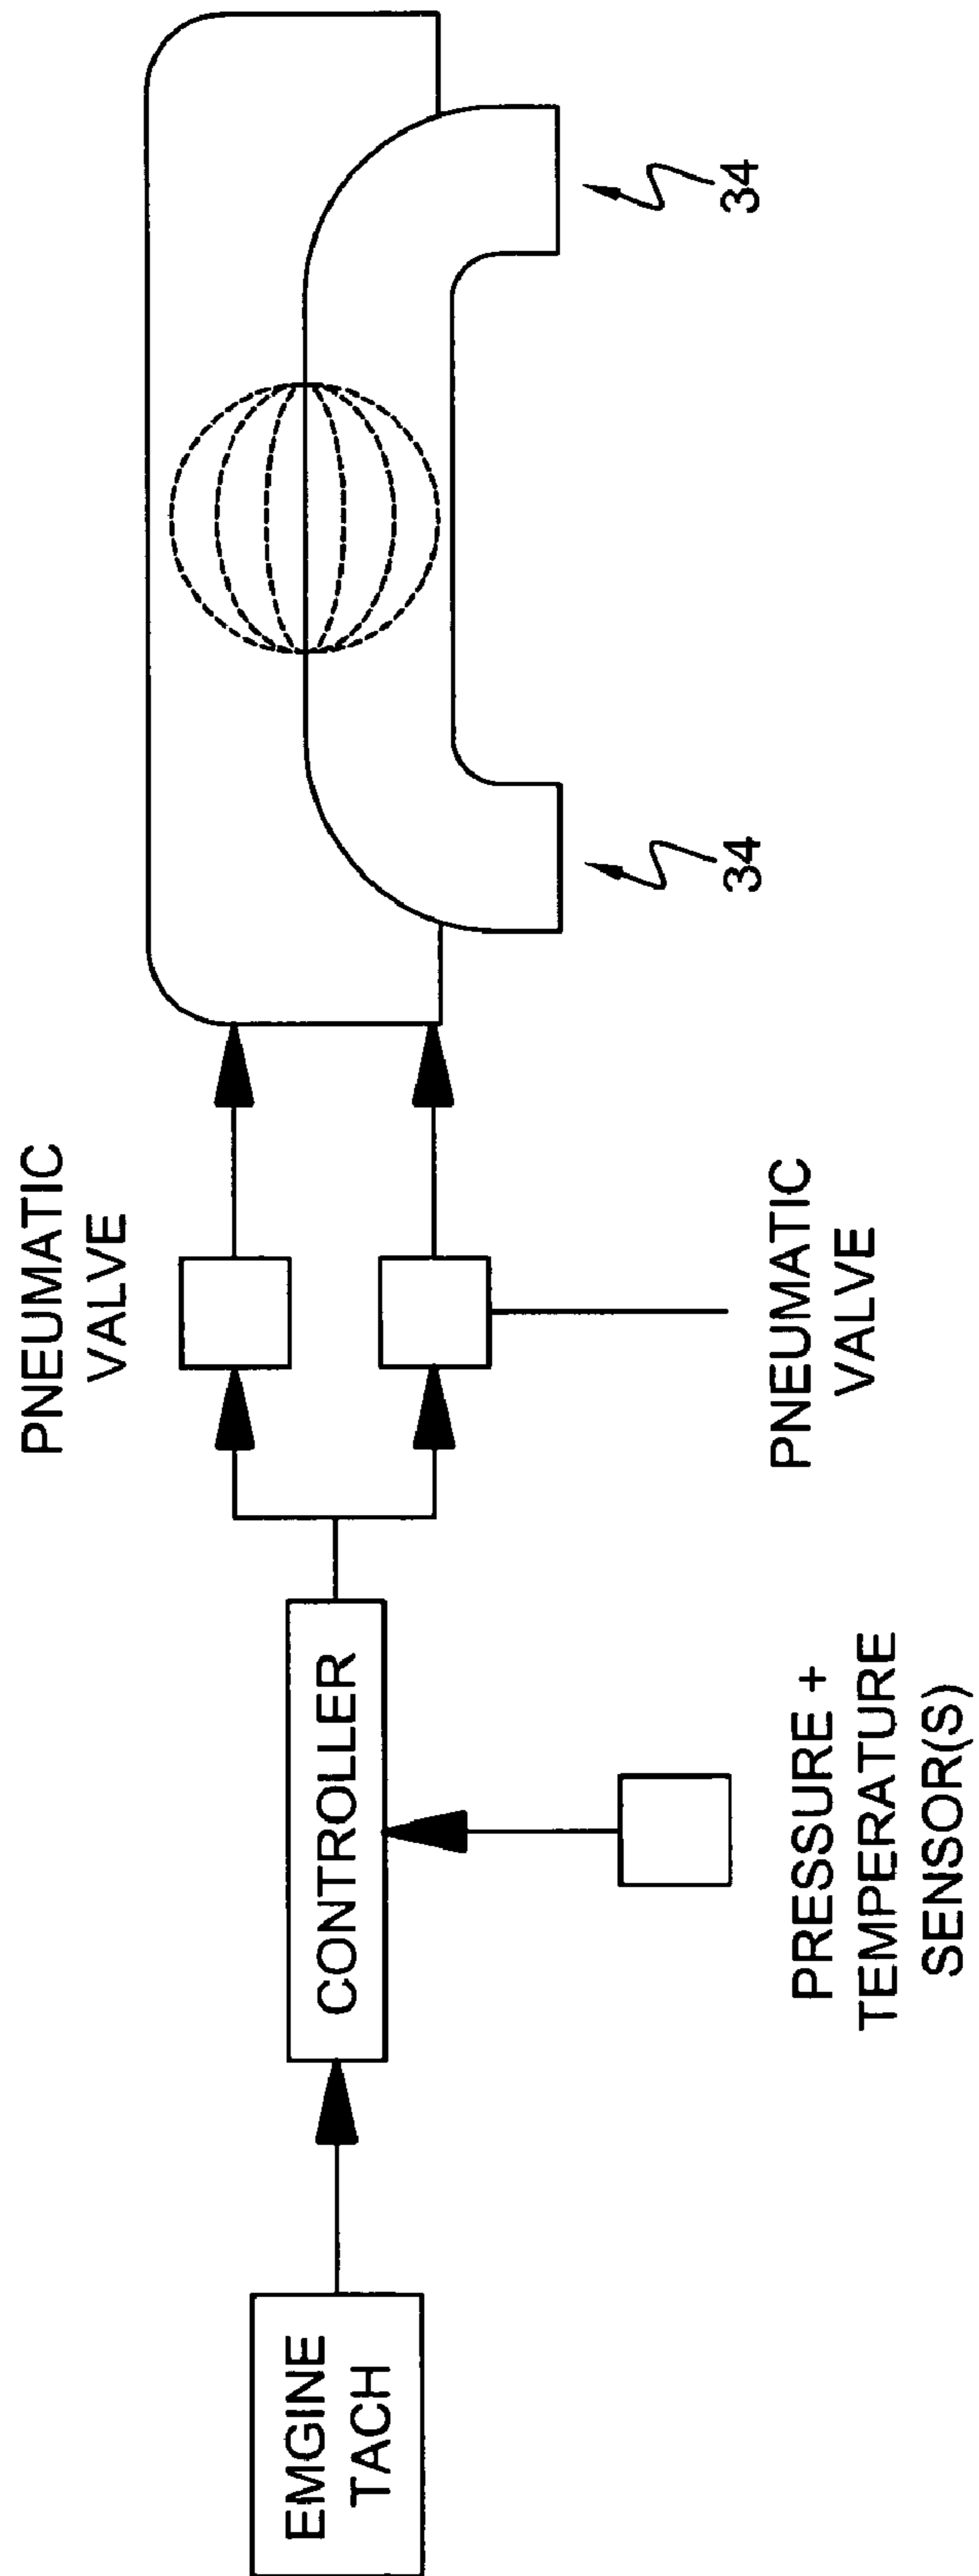 EMGINE
TACH
CONTROLLER
PRESSURE +
TEMPERATURE
SENSOR(S)
PNEUMATIC
VALVE
PNEUMATIC
VALVE
34
34